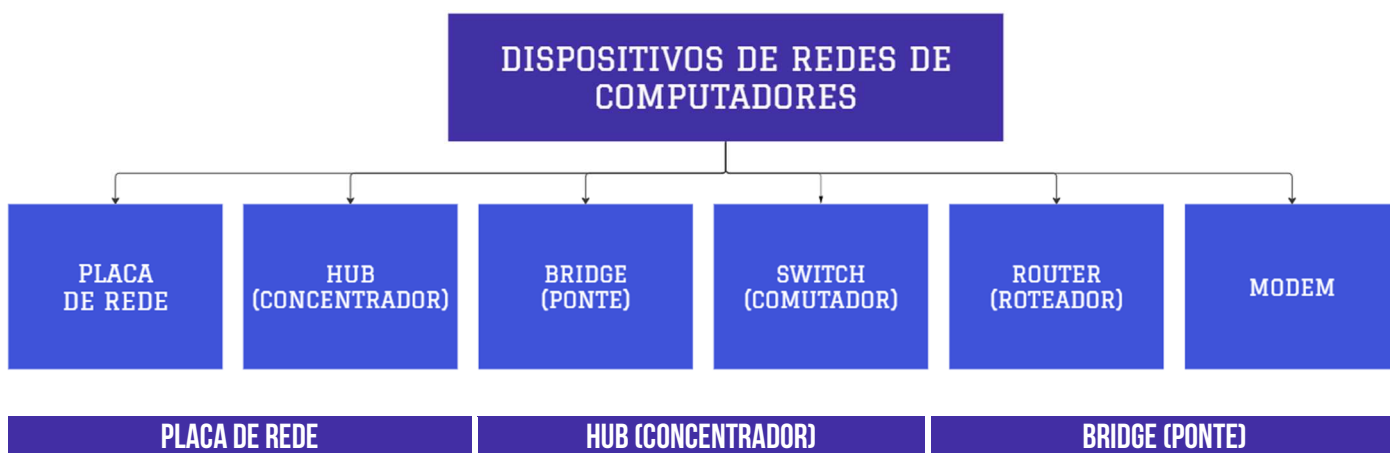 DISPOSITIVOS DE REDES DE
COMPUTADORES
PLACA
DE REDE
HUB
(CONCENTRADOR)
BRIDGE
(PONTE)
SWITCH
(COMUTADOR)
ROUTER
(ROTEADOR)
MODEM
PLACA DE REDE
HUB (CONCENTRADOR)
BRIDGE (PONTE)